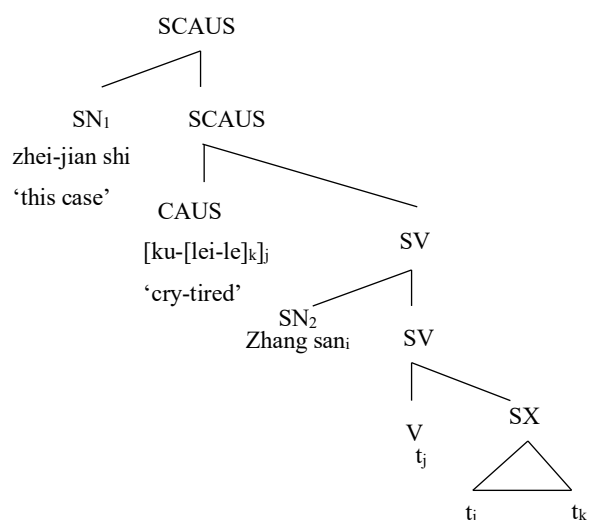 SCAUS
SN₁ SCAUS
zhei-jian shi
‘this case’
CAUS
[ku-[lei-le]ₖ]ⱼ
‘cry-tired’
SV
SN₂
Zhang sanᵢ
SV
V
tⱼ
SX
tᵢ tₖ